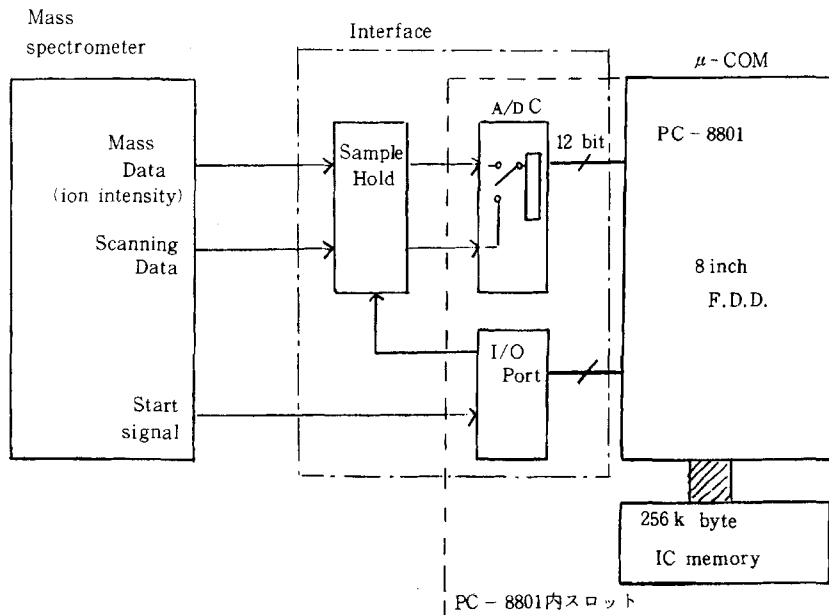 Mass
spectrometer
Interface
μ-COM
Mass
Data
(ion intensity)
Scanning
Data
Start
signal
Sample
Hold
A/D C
I/O
Port
12 bit
PC-8801
8 inch
F.D.D.
256k byte
IC memory
PC-8801内スロット